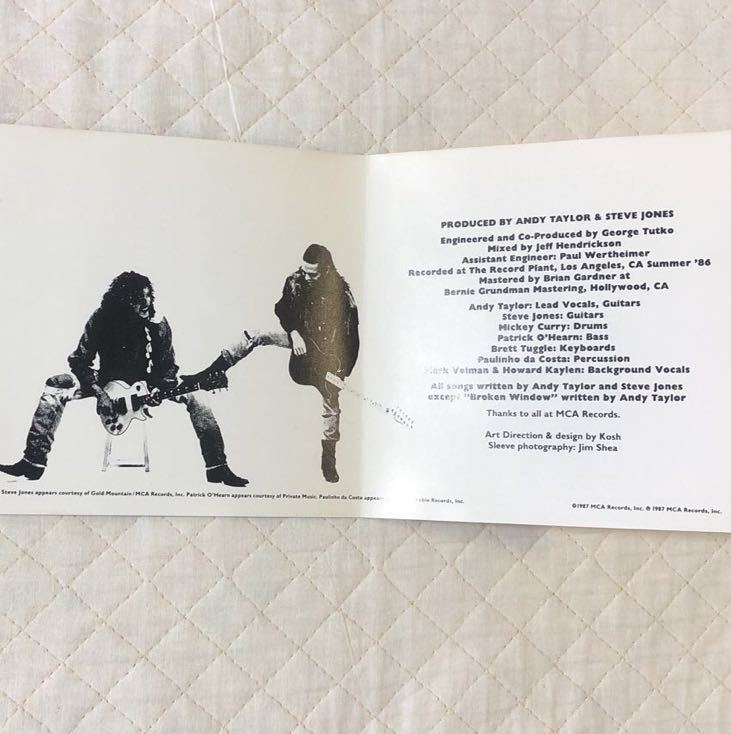 PRODUCED BY ANDY TAYLOR & STEVE JONES
Engineered and Co-Produced by George Tutko
Mixed by Jeff Hendrickson
Assistant Engineer: Paul Wertheimer
Recorded at The Record Plant, Los Angeles, CA Summer '86
Mastered by Brian Gardner at
Bernie Grundman Mastering, Hollywood, CA
Andy Taylor: Lead Vocals, Guitars
Steve Jones: Guitars
Mickey Curry: Drums
Patrick O'Hearn: Bass
Brett Tuggle: Keyboards
Paulinho da Costa: Percussion
Mark Volman & Howard Kaylen: Background Vocals
All songs written by Andy Taylor and Steve Jones
except "Broken Window" written by Andy Taylor
Thanks to all at MCA Records.
Art Direction & design by Kosh
Sleeve photography: Jim Shea
Steve Jones appears courtesy of Gold Mountain/MCA Records, Inc. Patrick O'Hearn appears courtesy of Private Music. Paulinho da Costa appears Records, Inc.
©1987 MCA Records, Inc. ℗ 1987 MCA Records, Inc.